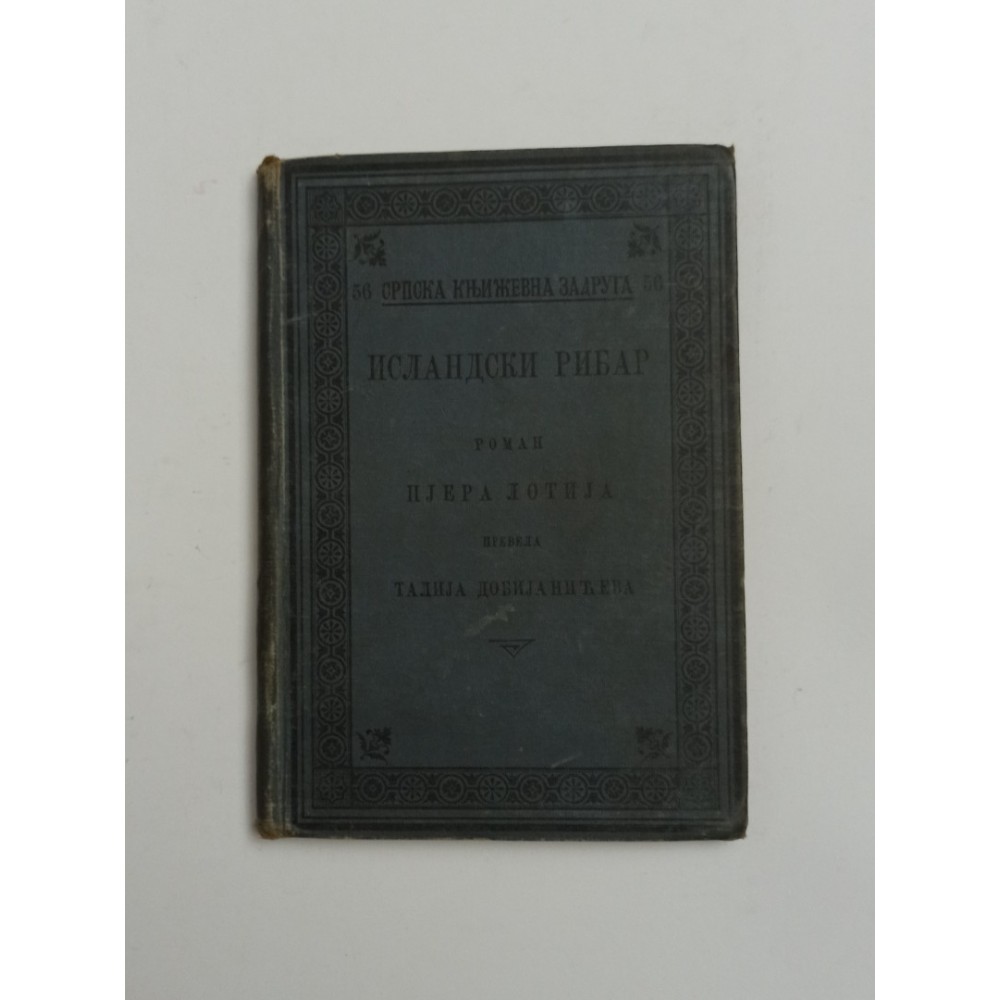 56 СРПСКА КЊИЖЕВНА ЗАДРУГА 56
ИСЛАНДСКИ РИБАР
РОМАН
ПЈЕРА ЛОТИЈА
ПРЕВЕЛА
ТАЛИЈА ДОБИЈАНИЋЕВА